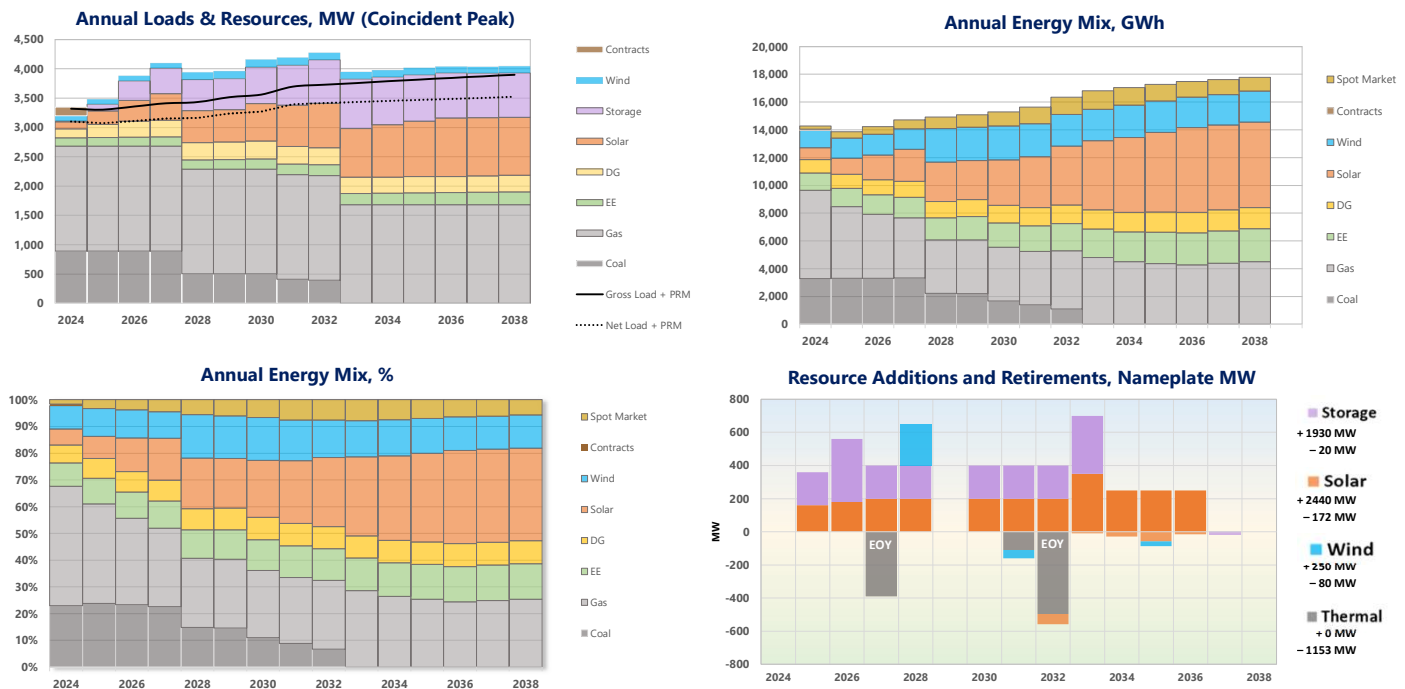 Annual Loads & Resources, MW (Coincident Peak)
4,500
4,000
3,500
3,000
2,500
2,000
1,500
1,000
500
0
2024 2026 2028 2030 2032 2034 2036 2038
Contracts
Wind
Storage
Solar
DG
EE
Gas
Coal
Gross Load + PRM
Net Load + PRM
Annual Energy Mix, GWh
20,000
18,000
16,000
14,000
12,000
10,000
8,000
6,000
4,000
2,000
0
2024 2026 2028 2030 2032 2034 2036 2038
Spot Market
Contracts
Wind
Solar
DG
EE
Gas
Coal
Annual Energy Mix, %
100%
90%
80%
70%
60%
50%
40%
30%
20%
10%
0%
2024 2026 2028 2030 2032 2034 2036 2038
Spot Market
Contracts
Wind
Solar
DG
EE
Gas
Coal
Resource Additions and Retirements, Nameplate MW
MW
800
600
400
200
0
-200
-400
-600
-800
EOY EOY
2024 2026 2028 2030 2032 2034 2036 2038
Storage
+ 1930 MW
– 20 MW
Solar
+ 2440 MW
– 172 MW
Wind
+250 MW
– 80 MW
Thermal
+ 0 MW
– 1153 MW